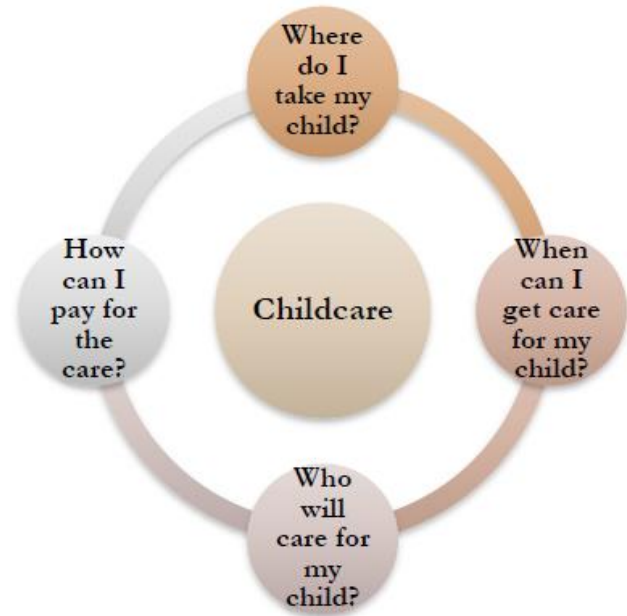 Where
do I
take my
child?
How
can I
pay for
the
care?
Childcare
When
can I
get care
for my
child?
Who
will
care for
my
child?